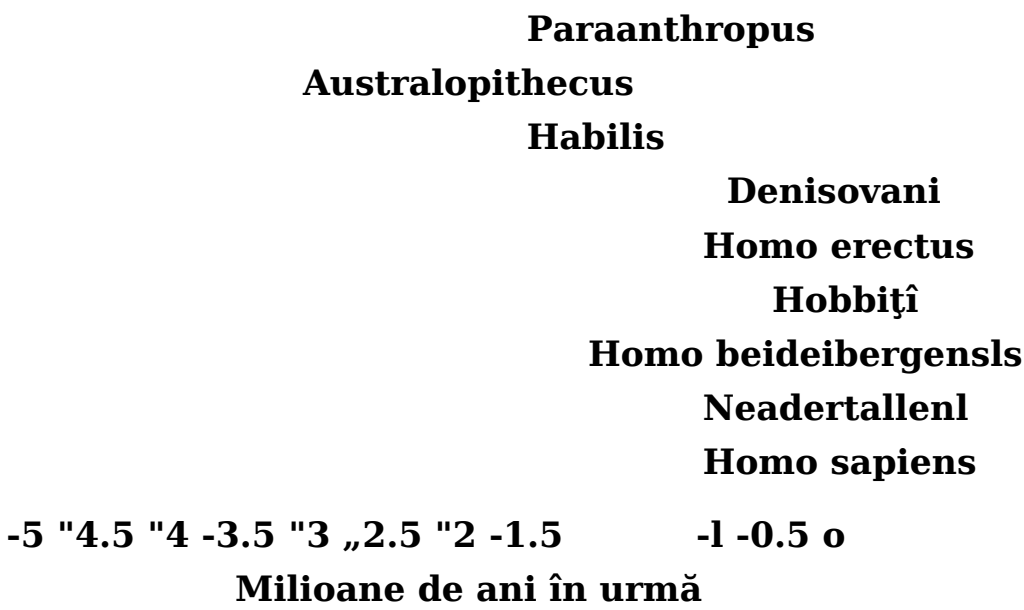 Paraanthropus
Australopithecus
Habilis
Denisovani
Homo erectus
Hobbiţî
Homo beideibergensls
Neadertallenl
Homo sapiens
-5 "4.5 "4 -3.5 "3 „2.5 "2 -1.5 -l -0.5 o
Milioane de ani în urmă